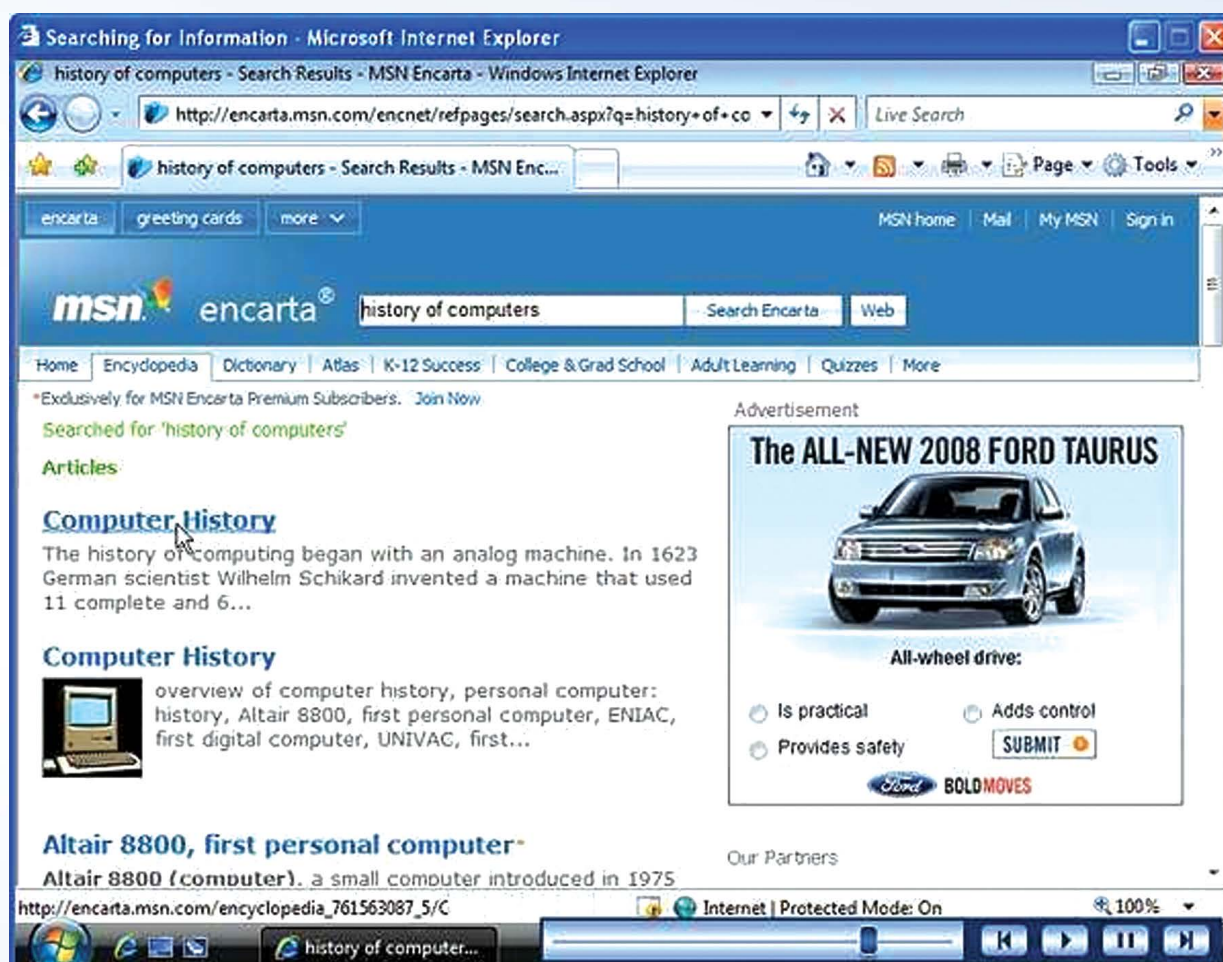 Searching for Information - Microsoft Internet Explorer
history of computers - Search Results - MSN Encarta - Windows Internet Explorer
http://encarta.msn.com/encnet/refpages/search.aspx?q=history+of+co
Live Search
history of computers - Search Results - MSN Enc...
Page
Tools
encarta
greeting cards
more
MSN home | Mail | My MSN | Sign in
msn encarta®
history of computers
Search Encarta
Web
Home
Encyclopedia
Dictionary | Atlas | K-12 Success | College & Grad School | Adult Learning | Quizzes | More
*Exclusively for MSN Encarta Premium Subscribers. Join Now
Searched for 'history of computers'
Articles
Computer History
The history of computing began with an analog machine. In 1623
German scientist Wilhelm Schikard invented a machine that used
11 complete and 6...
Computer History
overview of computer history, personal computer:
history, Altair 8800, first personal computer, ENIAC,
first digital computer, UNIVAC, first...
Altair 8800, first personal computer*
Altair 8800 (computer), a small computer introduced in 1975
Advertisement
The ALL-NEW 2008 FORD TAURUS
All-wheel drive:
Is practical
Adds control
Provides safety
SUBMIT
Ford BOLDMOVES
Our Partners
http://encarta.msn.com/encyclopedia_761563087_5/C
Internet | Protected Mode: On
100%
history of computer...